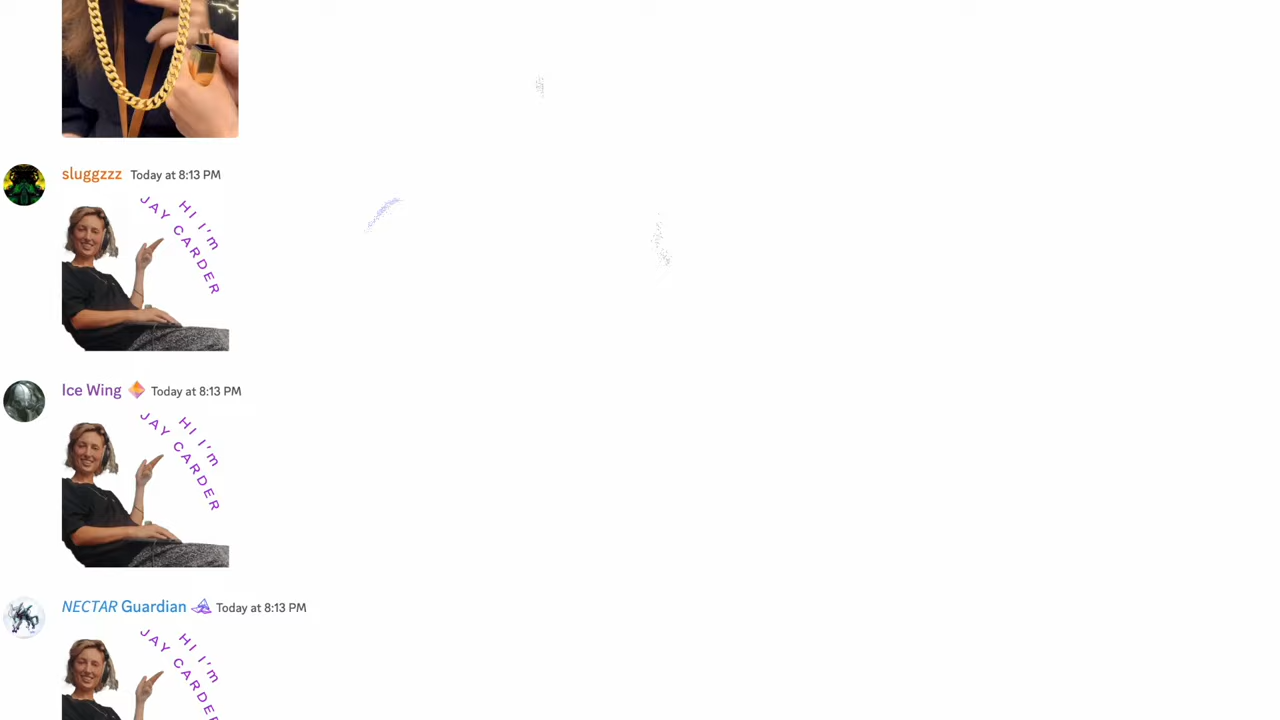 sluggzzz Today at 8:13 PM
HI I'm
JAY CARDER
Ice Wing Today at 8:13 PM
HI I'm
JAY CARDER
NECTAR Guardian Today at 8:13 PM
HI I'm
JAY CARDER